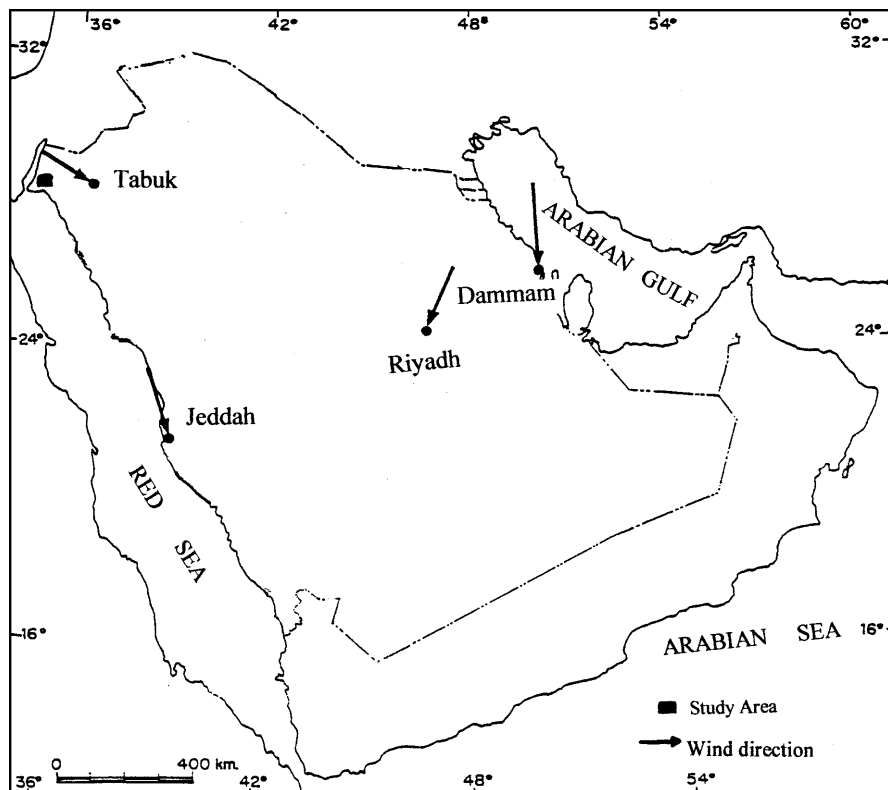 36° 42° 48° 54° 60°
32° 32°
Tabuk
ARABIAN GULF
Dammam
24° 24°
Riyadh
Jeddah
RED
SEA
16° ARABIAN SEA 16°
Study Area
0 400 km. Wind direction
36° 42° 48° 54°